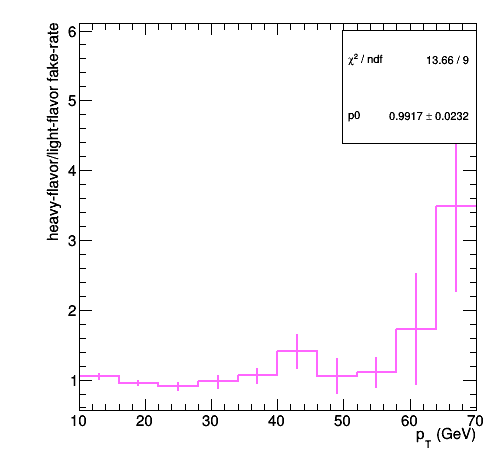 heavy-flavor/light-flavor fake-rate
6
5
4
3
2
1
χ² / ndf 13.66 / 9
p0 0.9917 ± 0.0232
10 20 30 40 50 60 70
p_T (GeV)